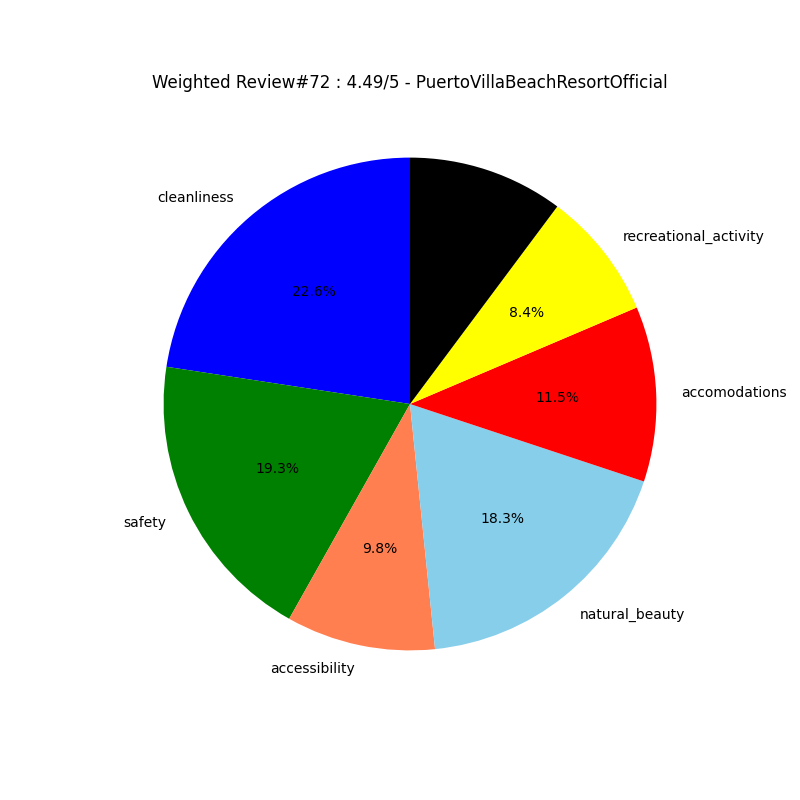 Weighted Review#72 : 4.49/5 - PuertoVillaBeachResortOfficial
cleanliness
recreational_activity
22.6%
8.4%
accomodations
11.5%
19.3%
safety
18.3%
9.8%
natural_beauty
accessibility